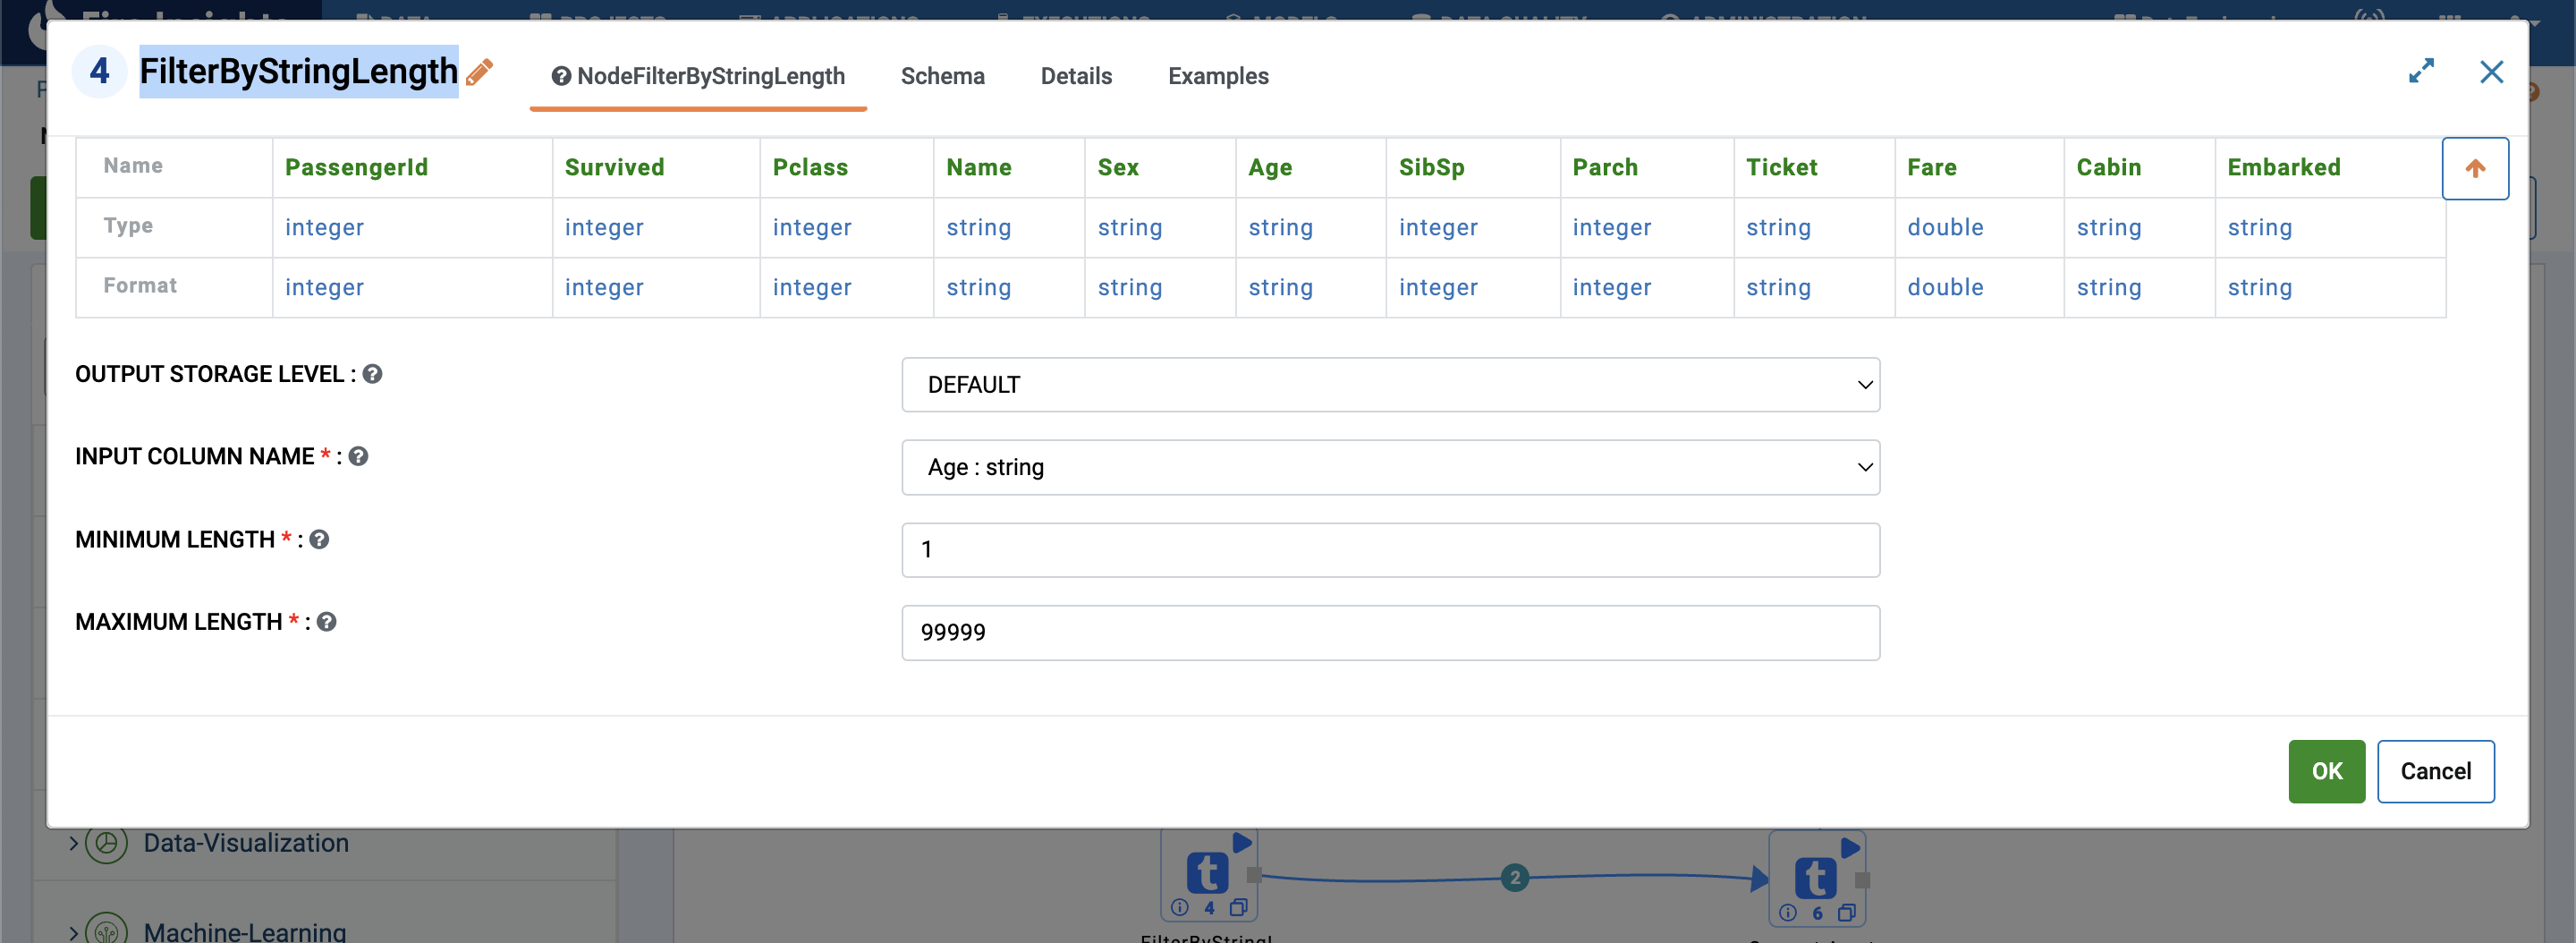 4 FilterByStringLength NodeFilterByStringLength Schema Details Examples
Name PassengerId Survived Pclass Name Sex Age SibSp Parch Ticket Fare Cabin Embarked
Type integer integer integer string string string integer integer string double string string
Format integer integer integer string string string integer integer string double string string
OUTPUT STORAGE LEVEL : DEFAULT
INPUT COLUMN NAME * : Age : string
MINIMUM LENGTH * : 1
MAXIMUM LENGTH * : 99999
OK Cancel
Data-Visualization
2
4 6
Machine-Learning